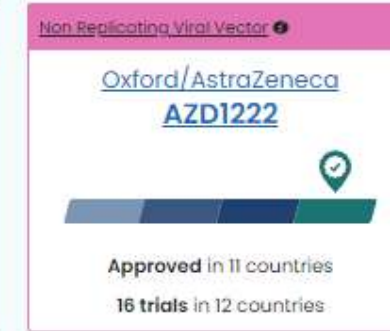 Non Replicating Viral Vector
Oxford/AstraZeneca
AZD1222
Approved in 11 countries
16 trials in 12 countries